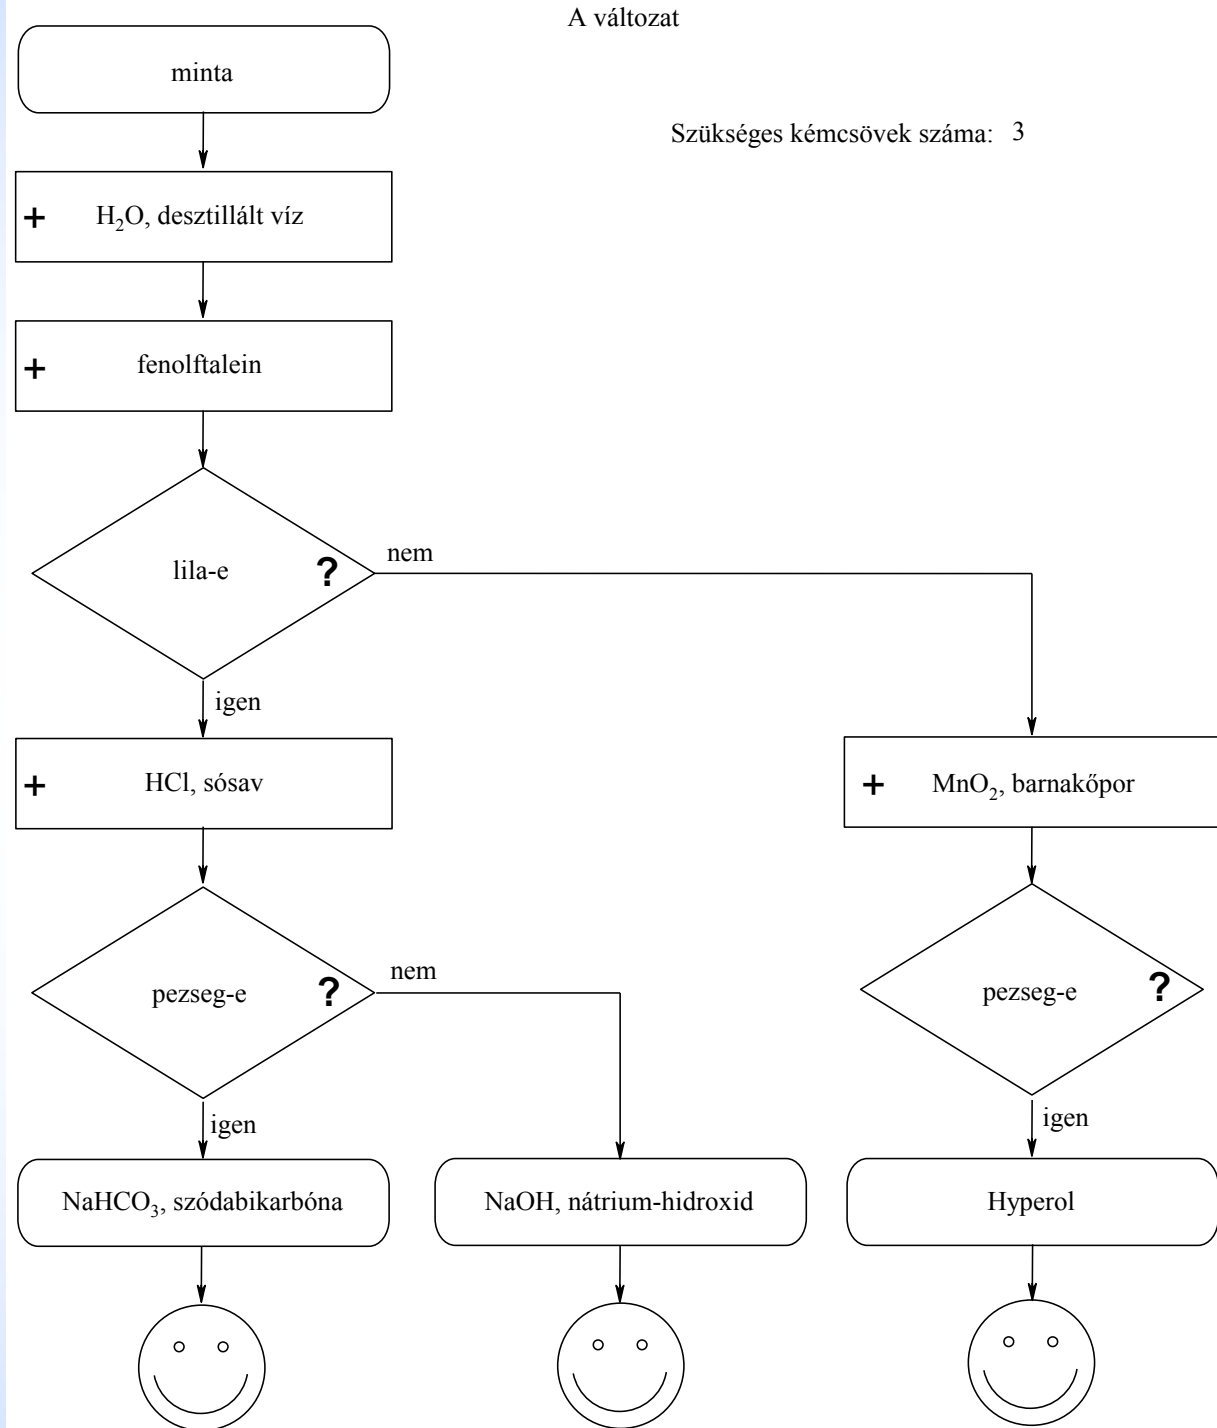 A változat
minta
Szükséges kémcsövek száma: 3
+ H₂O, desztillált víz
+ fenolftalein
lila-e ?
nem
igen
+ HCl, sósav
+ MnO₂, barnakőpor
pezseg-e ?
nem
pezseg-e ?
igen
igen
NaHCO₃, szódabikarbóna
NaOH, nátrium-hidroxid
Hyperol